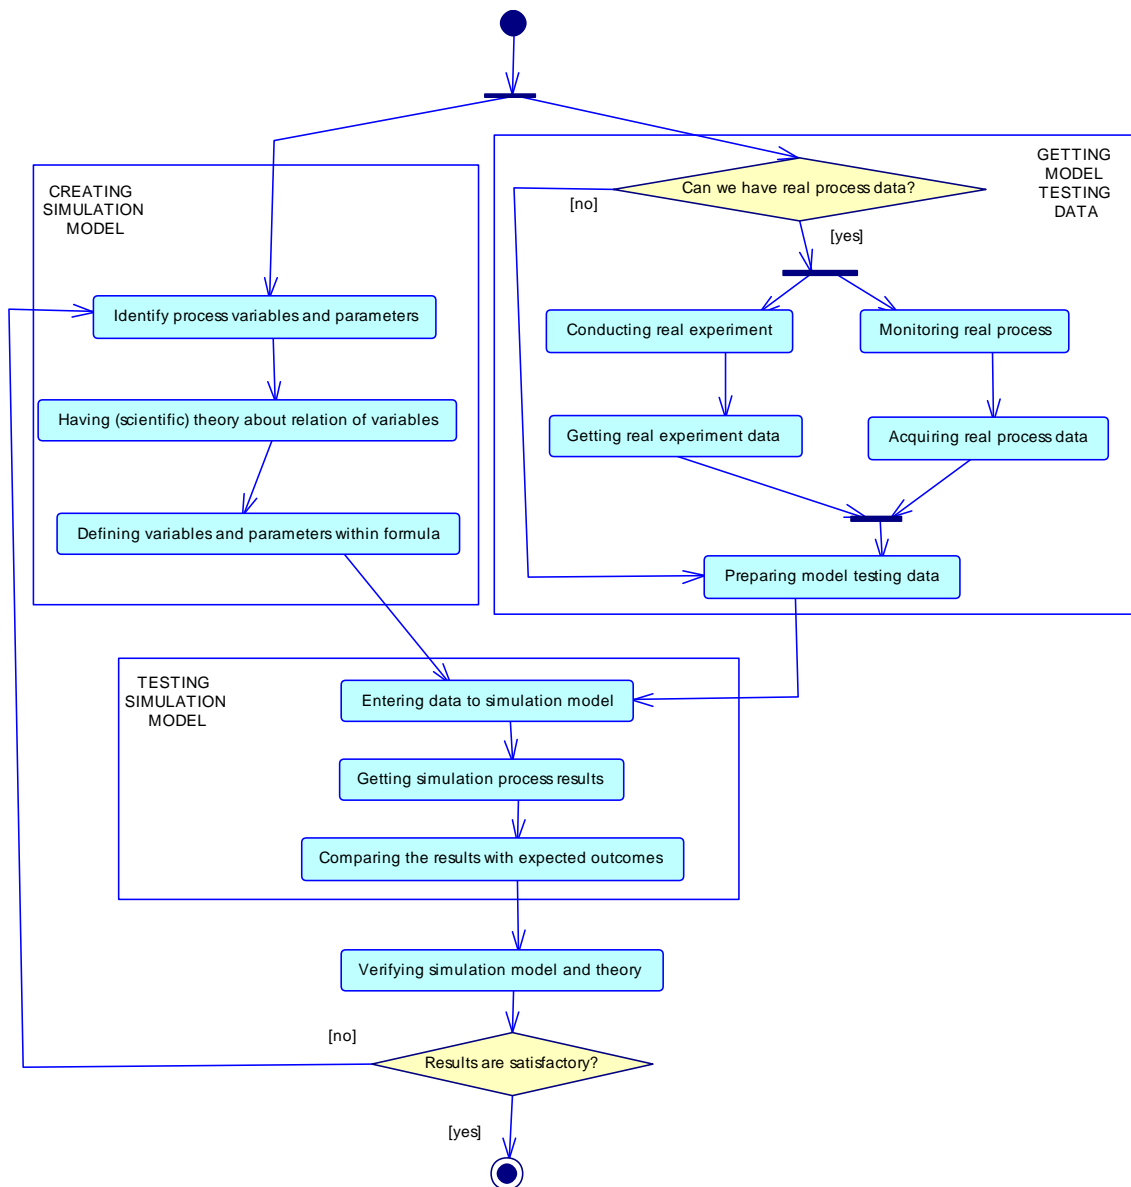 GETTING
MODEL
TESTING
DATA
Can we have real process data?
[no]
[yes]
CREATING
SIMULATION
MODEL
Identify process variables and parameters
Conducting real experiment
Monitoring real process
Having (scientific) theory about relation of variables
Getting real experiment data
Acquiring real process data
Defining variables and parameters within formula
Preparing model testing data
TESTING
SIMULATION
MODEL
Entering data to simulation model
Getting simulation process results
Comparing the results with expected outcomes
Verifying simulation model and theory
[no]
Results are satisfactory?
[yes]